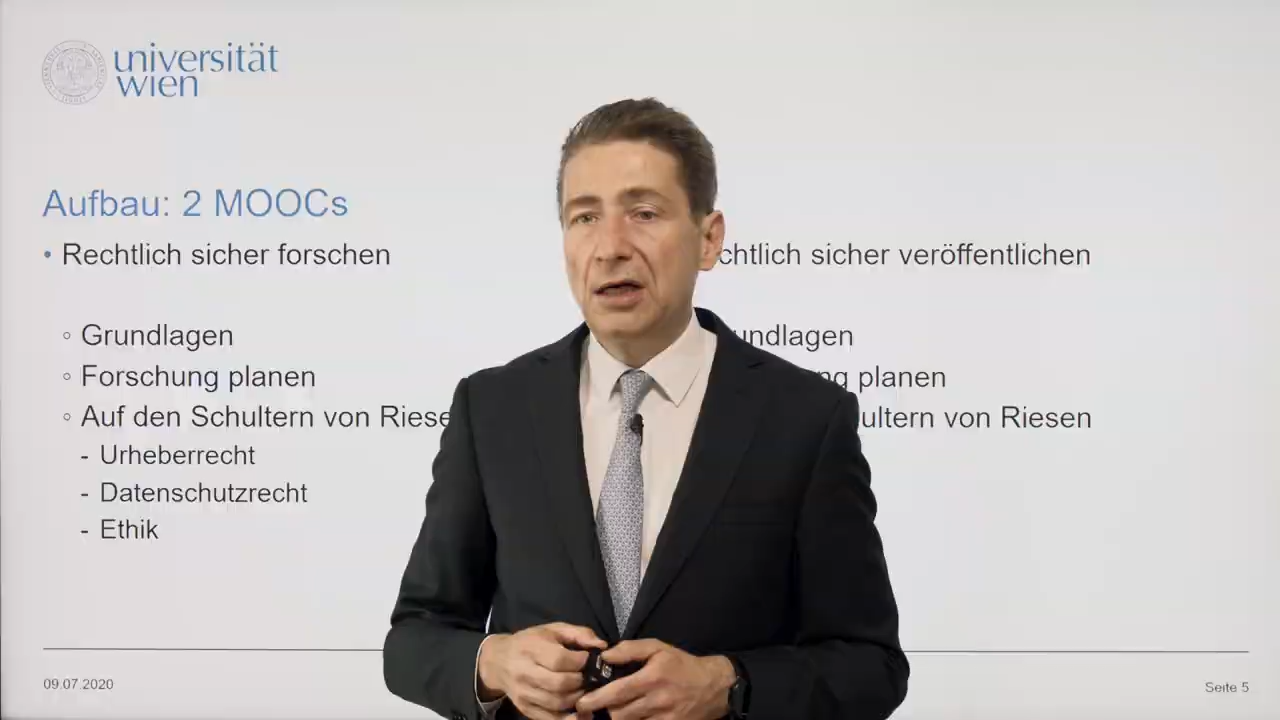 universität
wien
Aufbau: 2 MOOCs
• Rechtlich sicher forschen
chtlich sicher veröffentlichen
◦ Grundlagen
undlagen
◦ Forschung planen
ng planen
◦ Auf den Schultern von Riese
ultern von Riesen
- Urheberrecht
- Datenschutzrecht
- Ethik
09.07.2020
Seite 5